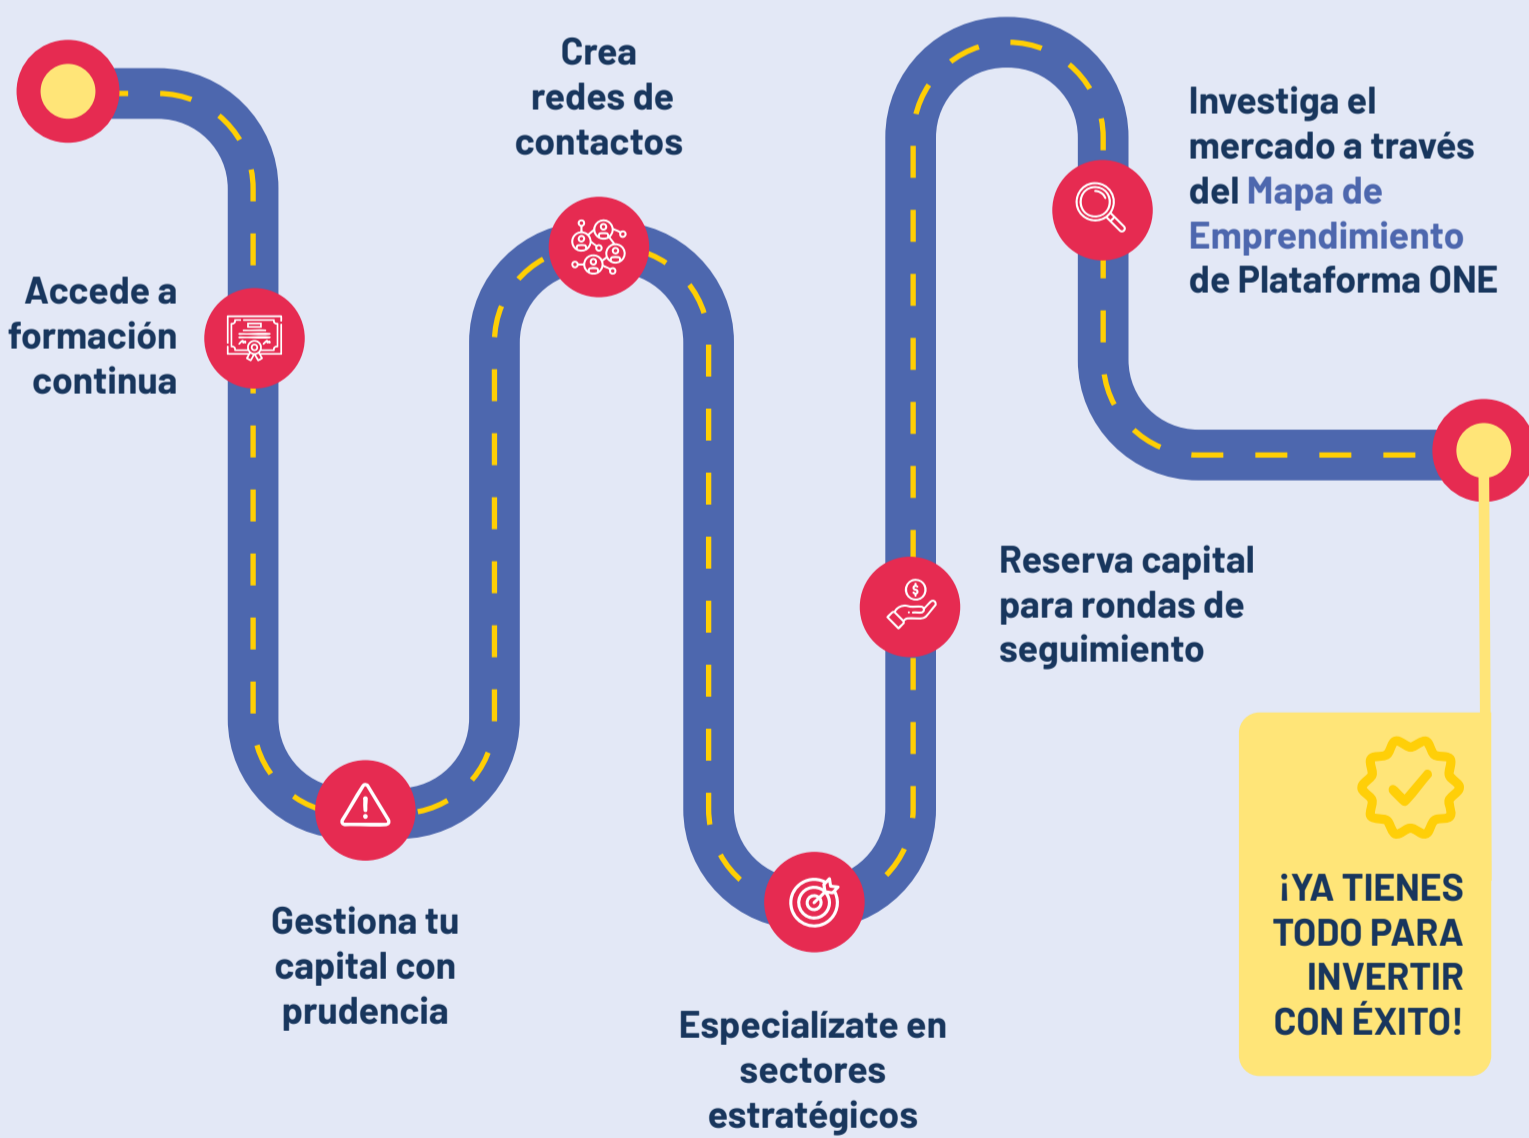 Accede a
formación
continua
Gestiona tu
capital con
prudencia
Crea
redes de
contactos
Especialízate en
sectores
estratégicos
Reserva capital
para rondas de
seguimiento
Investiga el
mercado a través
del Mapa de
Emprendimiento
de Plataforma ONE
¡YA TIENES
TODO PARA
INVERTIR
CON ÉXITO!